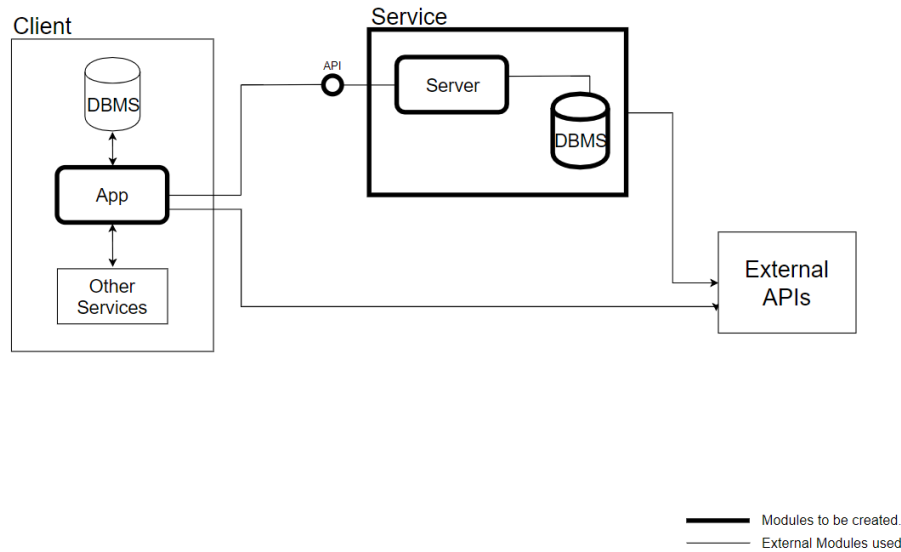 Client
Service
API
DBMS
Server
DBMS
App
Other
Services
External
APIs
Modules to be created.
External Modules used